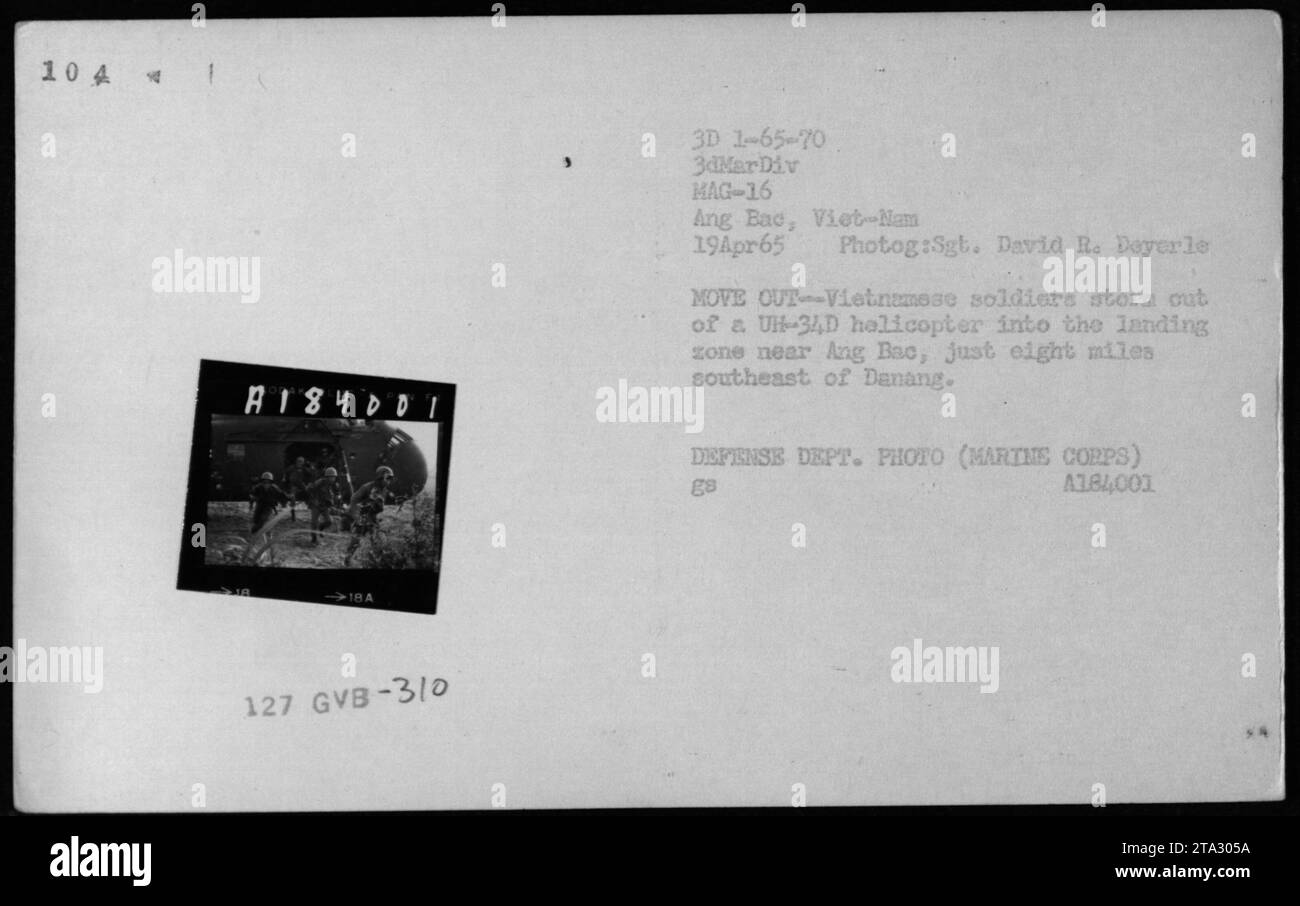 104
3D 1-65-70
3dMarDiv
MAG-16
Ang Bac, Viet-Nam
19Apr65 Photog:Sgt. David R. Deyerle
MOVE OUT--Vietnamese soldiers storm out
of a UH-34D helicopter into the landing
zone near Ang Bac, just eight miles
southeast of Danang.
DEFENSE DEPT. PHOTO (MARINE CORPS)
gs A184001
A184001
→18 →18A
127 GVB-310
alamy
alamy
alamy
alamy
alamy
alamy
Image ID: 2TA305A
www.alamy.com